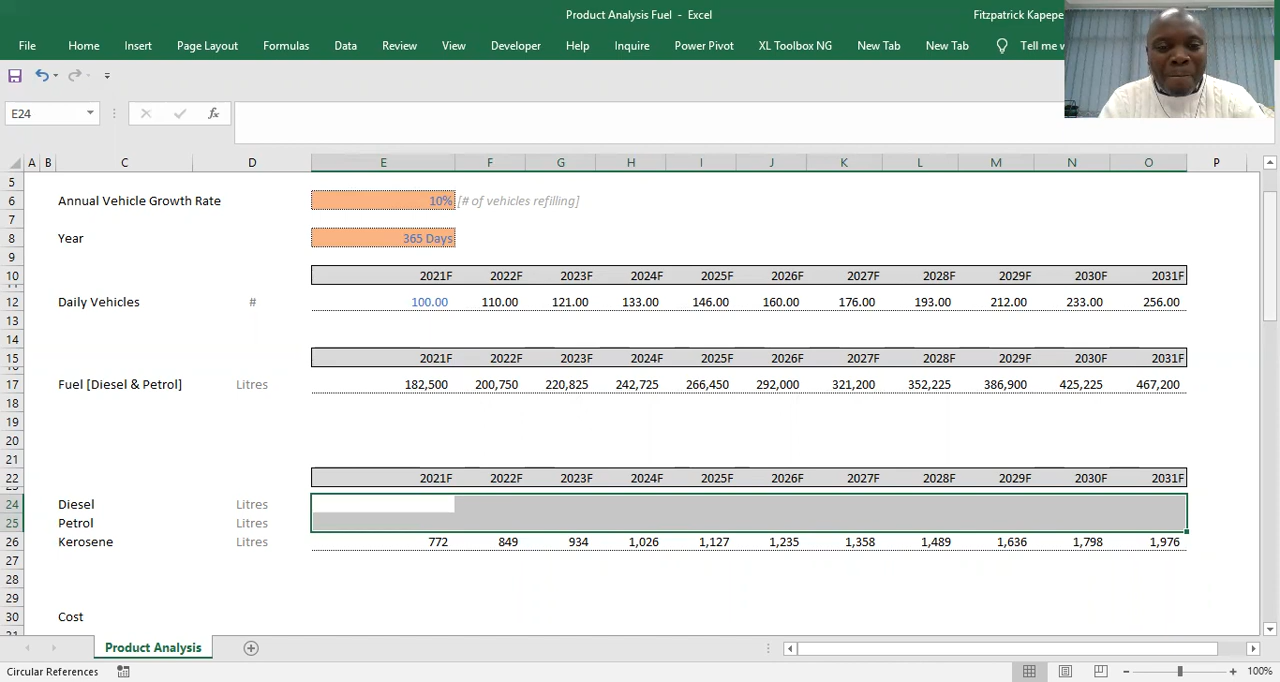 Product Analysis Fuel - Excel
Fitzpatrick Kapepe
File Home Insert Page Layout Formulas Data Review View Developer Help Inquire Power Pivot XL Toolbox NG New Tab New Tab Tell me
E24 fx
A B C D E F G H I J K L M N O P
5
6 Annual Vehicle Growth Rate 10% [# of vehicles refilling]
7
8 Year 365 Days
9
10 2021F 2022F 2023F 2024F 2025F 2026F 2027F 2028F 2029F 2030F 2031F
12 Daily Vehicles # 100.00 110.00 121.00 133.00 146.00 160.00 176.00 193.00 212.00 233.00 256.00
13
14
15 2021F 2022F 2023F 2024F 2025F 2026F 2027F 2028F 2029F 2030F 2031F
17 Fuel [Diesel & Petrol] Litres 182,500 200,750 220,825 242,725 266,450 292,000 321,200 352,225 386,900 425,225 467,200
18
19
20
21
22 2021F 2022F 2023F 2024F 2025F 2026F 2027F 2028F 2029F 2030F 2031F
24 Diesel Litres
25 Petrol Litres
26 Kerosene Litres 772 849 934 1,026 1,127 1,235 1,358 1,489 1,636 1,798 1,976
27
28
29
30 Cost
Product Analysis
Circular References 100%